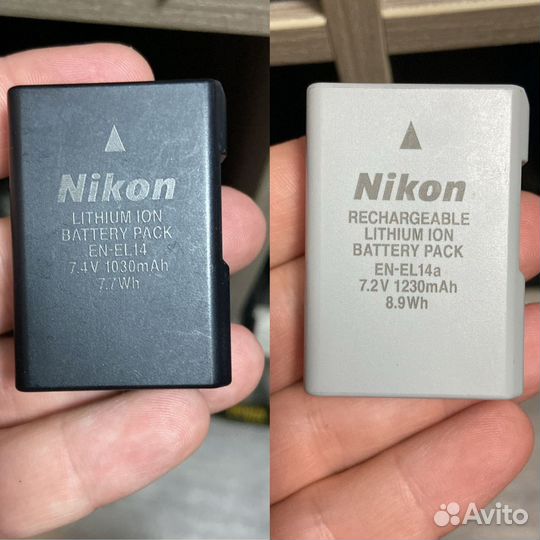 Nikon
LITHIUM ION
BATTERY PACK
EN-EL14
7.4V 1030mAh
7.7Wh
Nikon
RECHARGEABLE
LITHIUM ION
BATTERY PACK
EN-EL14a
7.2V 1230mAh
8.9Wh
Avito